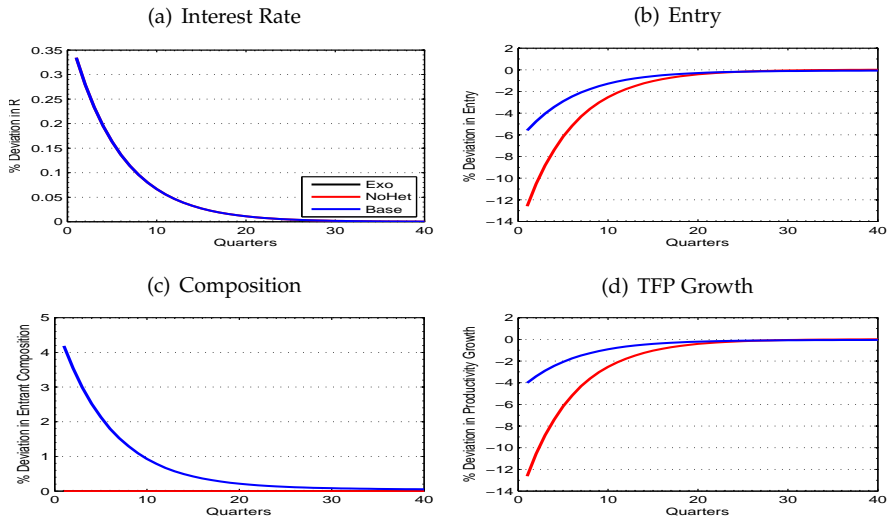 (a) Interest Rate
0.35
0.3
0.25
0.2
0.15
0.1
0.05
0
% Deviation in R
Exo
NoHet
Base
0 10 20 30 40
Quarters
(b) Entry
2
0
−2
−4
−6
−8
−10
−12
−14
% Deviation in Entry
0 10 20 30 40
Quarters
(c) Composition
5
4
3
2
1
0
% Deviation in Entrant Composition
0 10 20 30 40
Quarters
(d) TFP Growth
2
0
−2
−4
−6
−8
−10
−12
−14
% Deviation in Productivity Growth
0 10 20 30 40
Quarters